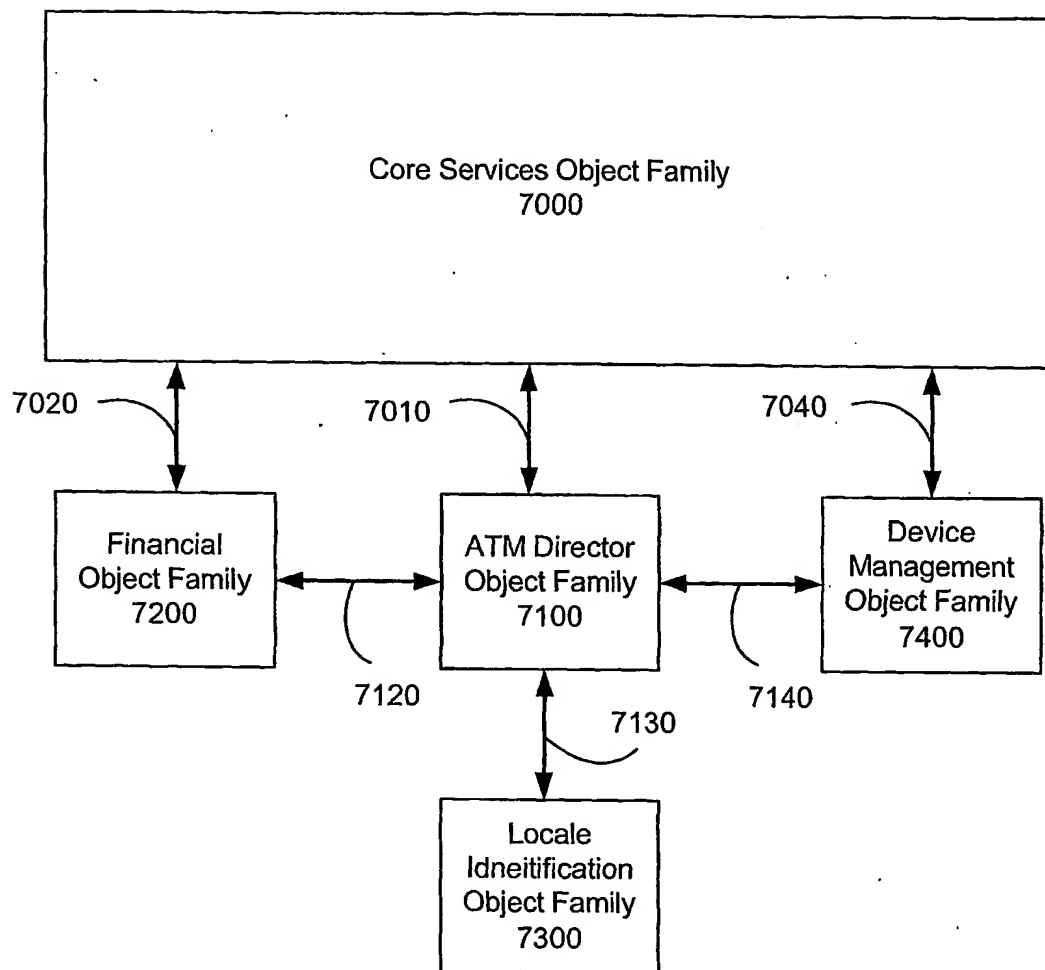 Core Services Object Family
7000
7020
7010
7040
Financial
Object Family
7200
ATM Director
Object Family
7100
Device
Management
Object Family
7400
7120
7140
7130
Locale
Idneitification
Object Family
7300